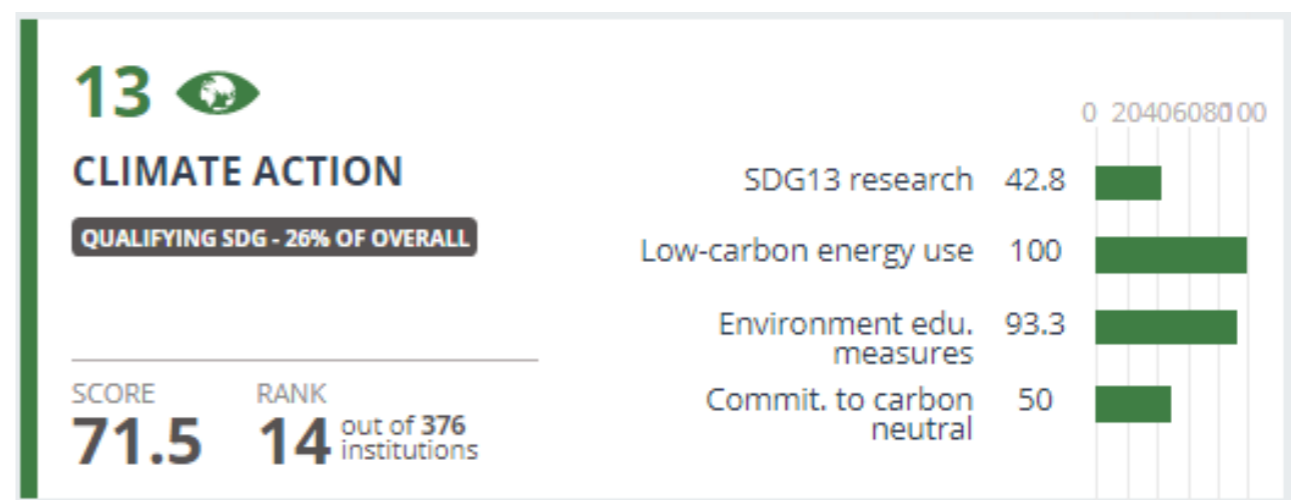 13
CLIMATE ACTION
QUALIFYING SDG - 26% OF OVERALL
SCORE
71.5
RANK
14 out of 376
institutions
0 20 40 60 80 100
SDG13 research 42.8
Low-carbon energy use 100
Environment edu. 93.3
measures
Commit. to carbon 50
neutral